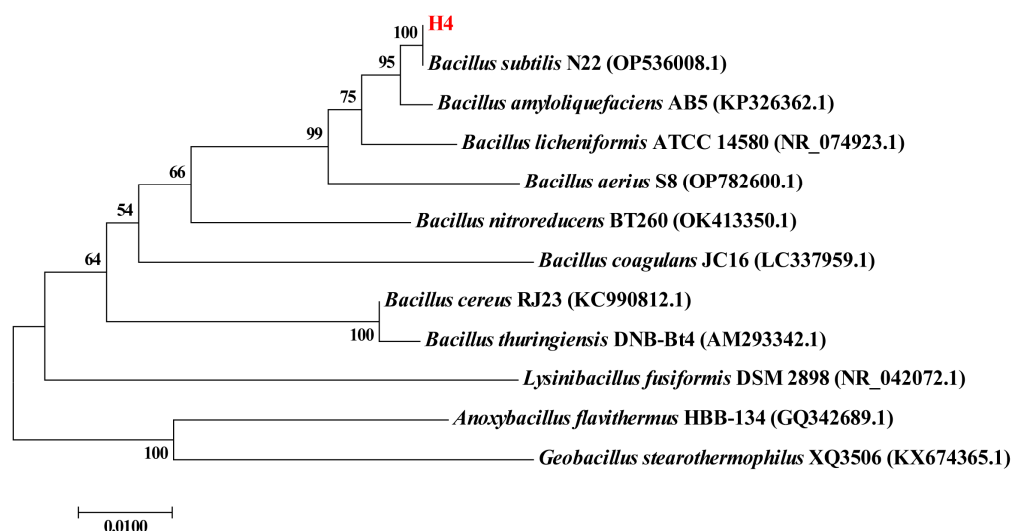 H4
100
Bacillus subtilis N22 (OP536008.1)
95
Bacillus amyloliquefaciens AB5 (KP326362.1)
75
Bacillus licheniformis ATCC 14580 (NR_074923.1)
99
Bacillus aerius S8 (OP782600.1)
66
Bacillus nitroreducens BT260 (OK413350.1)
54
Bacillus coagulans JC16 (LC337959.1)
64
Bacillus cereus RJ23 (KC990812.1)
100
Bacillus thuringiensis DNB-Bt4 (AM293342.1)
Lysinibacillus fusiformis DSM 2898 (NR_042072.1)
Anoxybacillus flavithermus HBB-134 (GQ342689.1)
100
Geobacillus stearothermophilus XQ3506 (KX674365.1)
0.0100